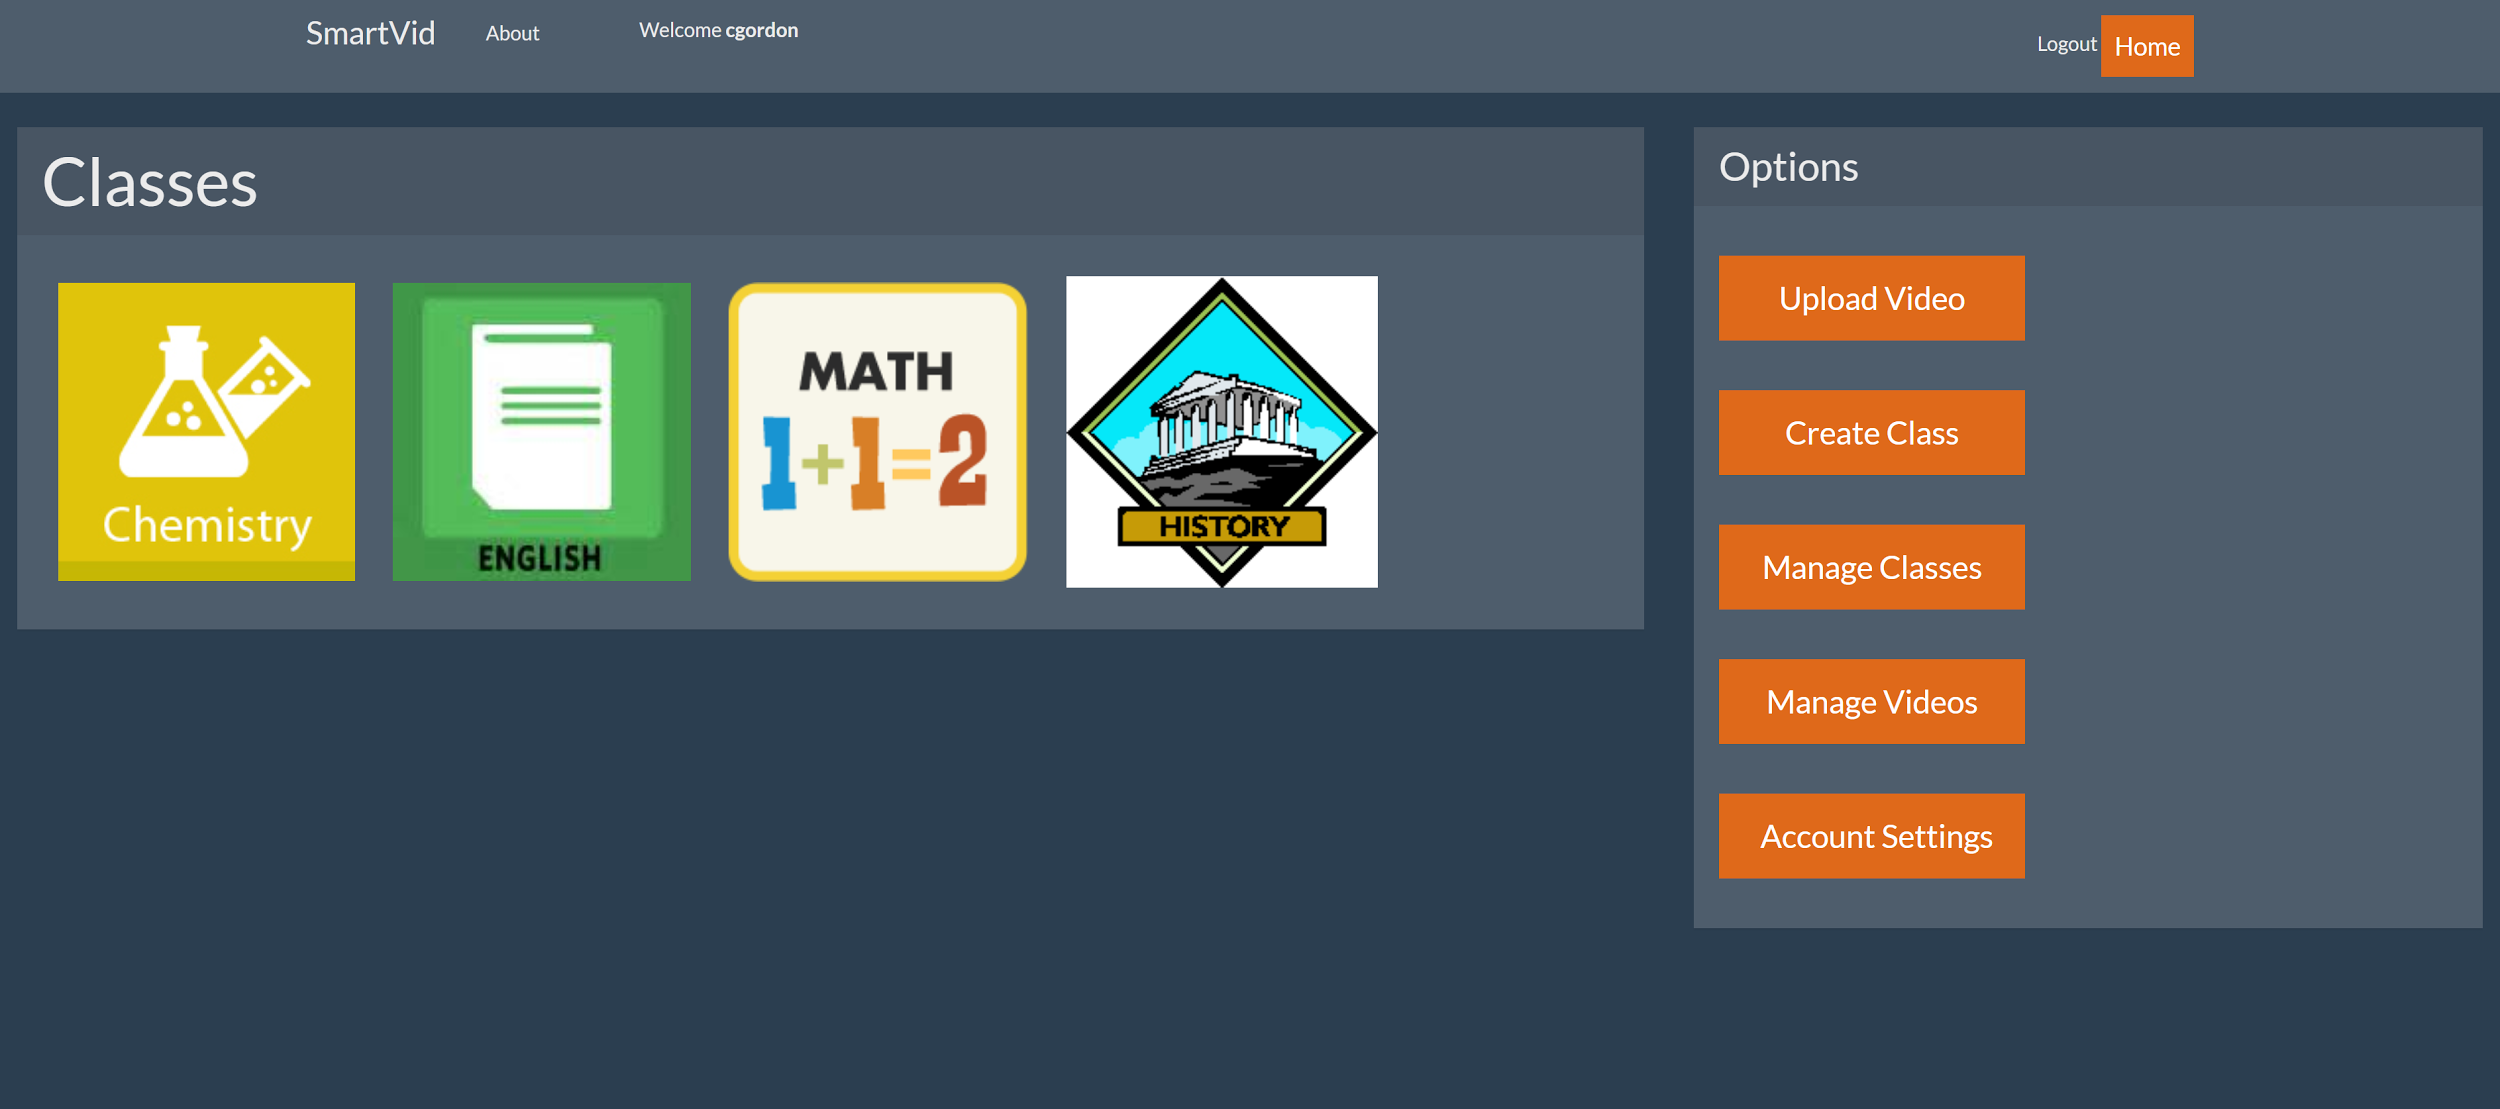 SmartVid About Welcome cgordon Logout Home
Classes
Chemistry
ENGLISH
MATH
1+1=2
HISTORY
Options
Upload Video
Create Class
Manage Classes
Manage Videos
Account Settings